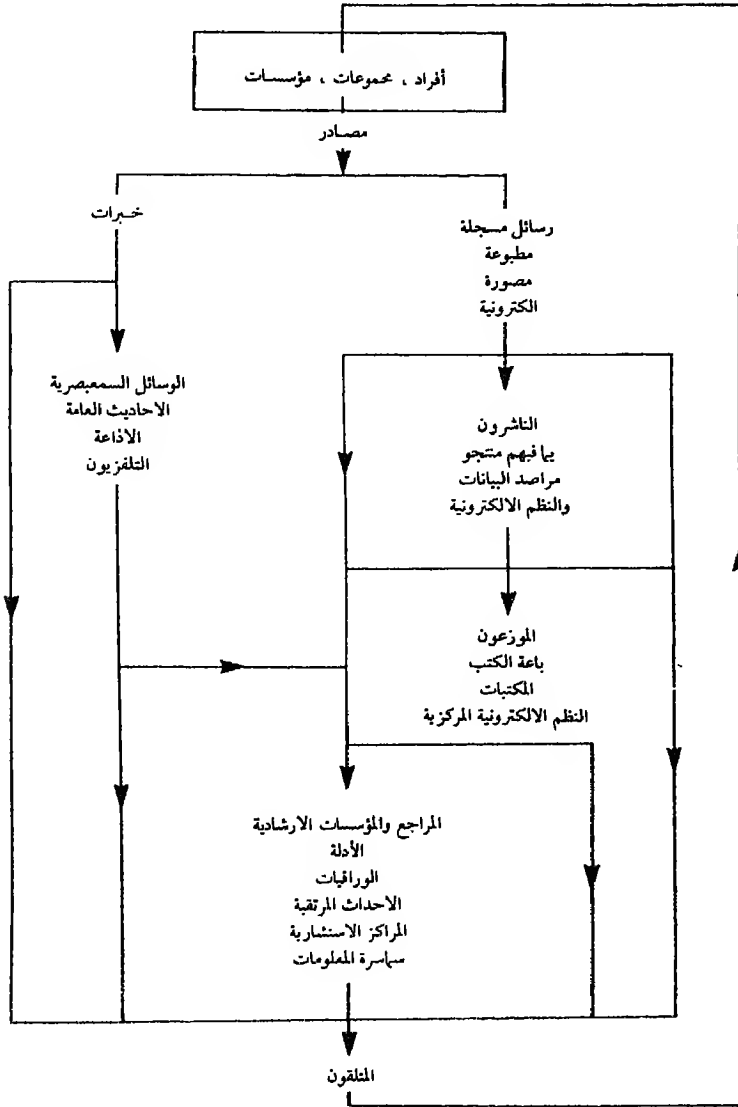 أفراد ، مجموعات ، مؤسسات
مصادر
خبرات
رسائل مسجلة
مطبوعة
مصورة
الكترونية
الوسائل السمعبصرية
الاحاديث العامة
الاذاعة
التلفزيون
الناشرون
بما فيهم منتجو
مراصد البيانات
والنظم الالكترونية
الموزعون
باعة الكتب
المكتبات
النظم الالكترونية المركزية
المراجع والمؤسسات الارشادية
الأدلة
الوراقيات
الاحداث المرتقبة
المراكز الاستشارية
سماسرة المعلومات
المتلقون